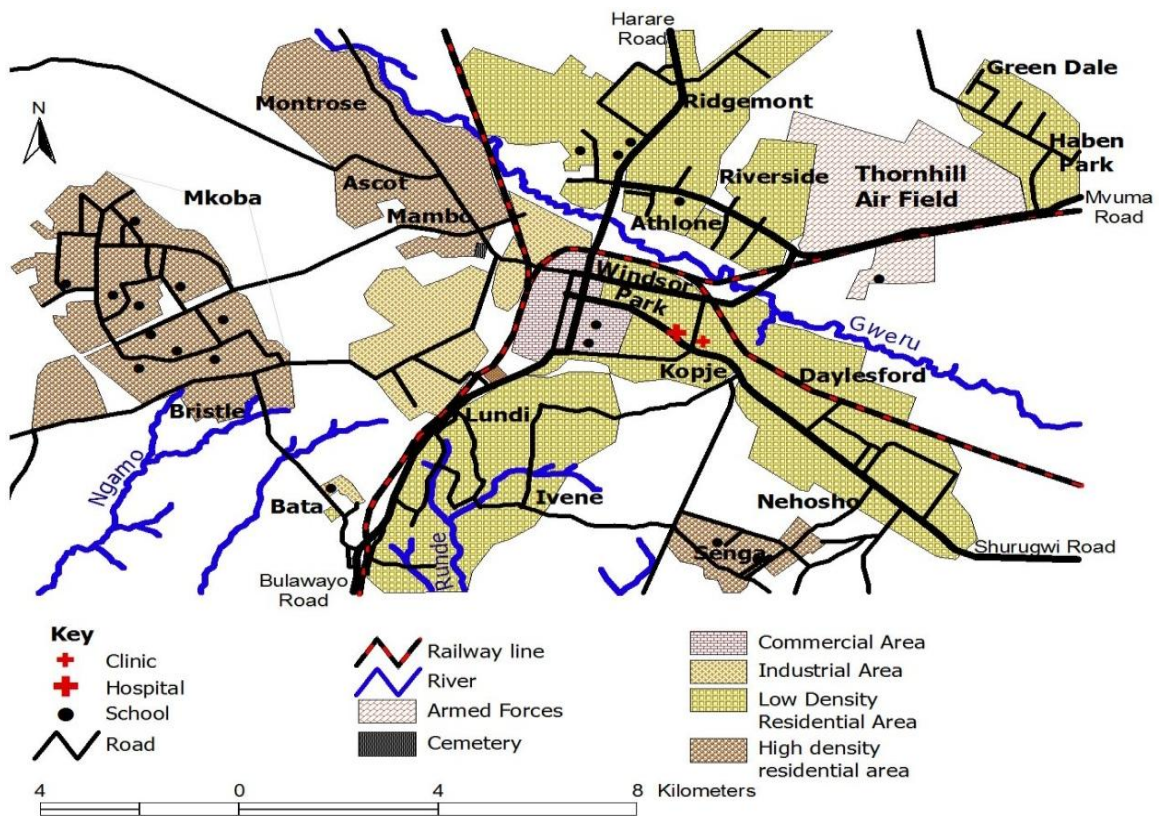 Harare
Road
Green Dale
Montrose
Ridgemont
N
Haben
Park
Mkoba
Ascot
Riverside
Thornhill
Air Field
Mvuma
Road
Mambo
Athlone
Windsor
Park
Gweru
Kopje
Daylesford
Bristle
Lundi
Ngamo
Bata
Ivene
Nehosho
Senga
Runde
Shurugwi Road
Bulawayo
Road
Key
Clinic
Hospital
School
Road
Railway line
River
Armed Forces
Cemetery
Commercial Area
Industrial Area
Low Density
Residential Area
High density
residential area
4 0 4 8 Kilometers